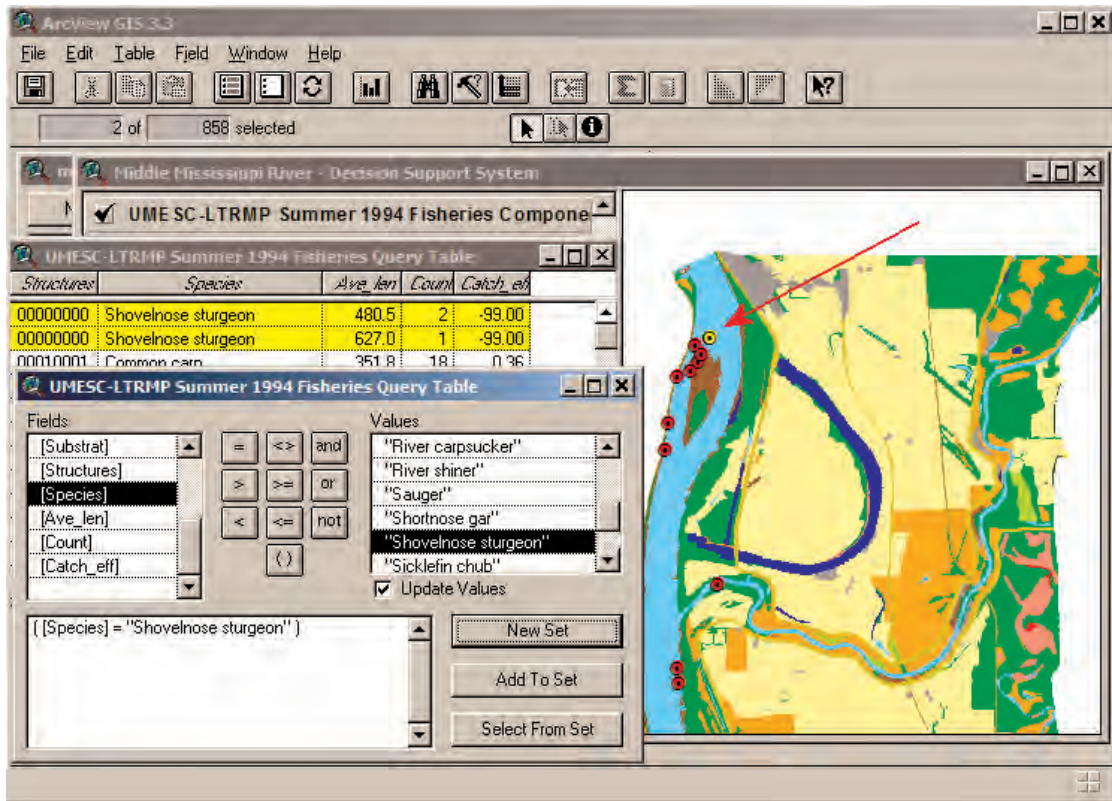 ArcView GIS 3.3
File Edit Table Field Window Help
2 of 858 selected
Middle Mississippi River - Decision Support System
UMESC-LTRMP Summer 1994 Fisheries Compone
UMESC-LTRMP Summer 1994 Fisheries Query Table
Structures Species Ave_len Count Catch_eff
00000000 Shovelnose sturgeon 480.5 2 -99.00
00000000 Shovelnose sturgeon 627.0 1 -99.00
00010001 Common carp 351.8 18 0.36
UMESC-LTRMP Summer 1994 Fisheries Query Table
Fields
Values
[Substrat]
[Structures]
[Species]
[Ave_len]
[Count]
[Catch_eff]
= <> and
> >= or
< <= not
( )
"River carpsucker"
"River shiner"
"Sauger"
"Shortnose gar"
"Shovelnose sturgeon"
"Sicklefin chub"
Update Values
( [Species] = "Shovelnose sturgeon" )
New Set
Add To Set
Select From Set